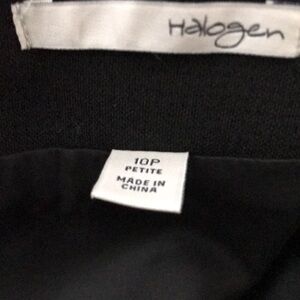 Halogen
10P
PETITE
MADE IN
CHINA